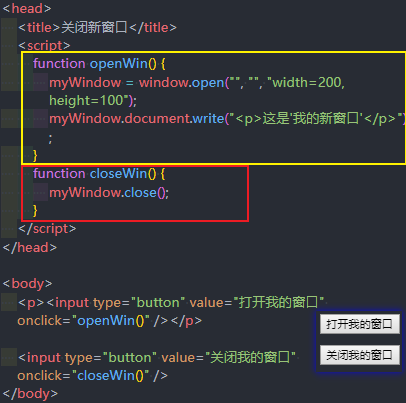 <head>
<title>关闭新窗口</title>
<script>
function openWin() {
myWindow = window.open("", "", "width=200,
height=100");
myWindow.document.write("<p>这是'我的新窗口'</p>")
;
}
function closeWin() {
myWindow.close();
}
</script>
</head>
<body>
<p><input type="button" value="打开我的窗口"
onclick="openWin()" /></p>
打开我的窗口
<input type="button" value="关闭我的窗口"
关闭我的窗口
onclick="closeWin()" />
</body>